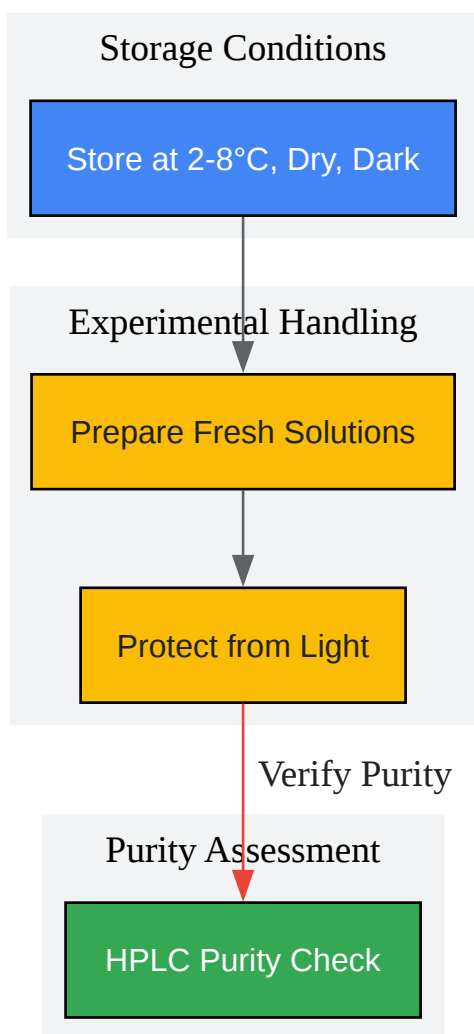 Storage Conditions
Store at 2-8°C, Dry, Dark
Experimental Handling
Prepare Fresh Solutions
Protect from Light
Verify Purity
Purity Assessment
HPLC Purity Check